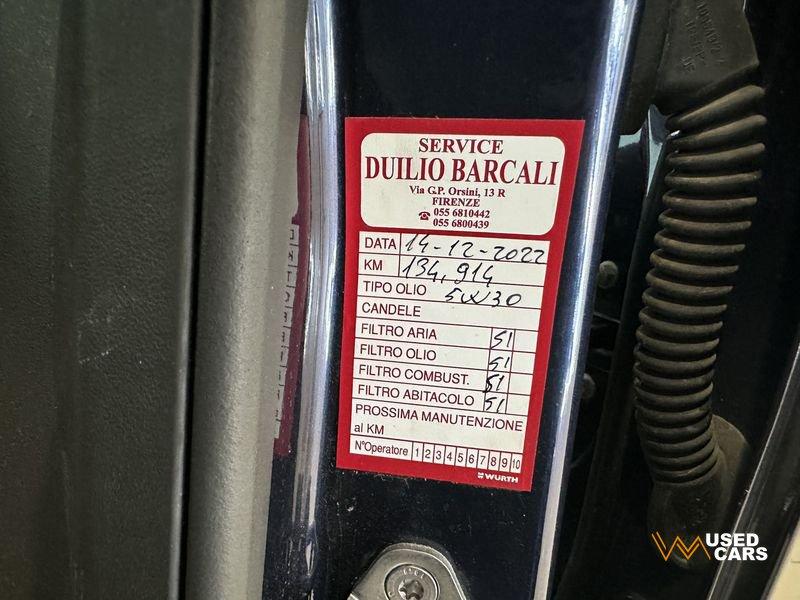 SERVICE
DUILIO BARCALI
Via G.P. Orsini, 13 R
FIRENZE
☎ 055 6810442
055 6800439
DATA 14-12-2022
KM 134,914
TIPO OLIO 5W30
CANDELE
FILTRO ARIA SI
FILTRO OLIO SI
FILTRO COMBUST. SI
FILTRO ABITACOLO SI
PROSSIMA MANUTENZIONE
al KM
N°Operatore 1 2 3 4 5 6 7 8 9 10
WURTH
USED
CARS